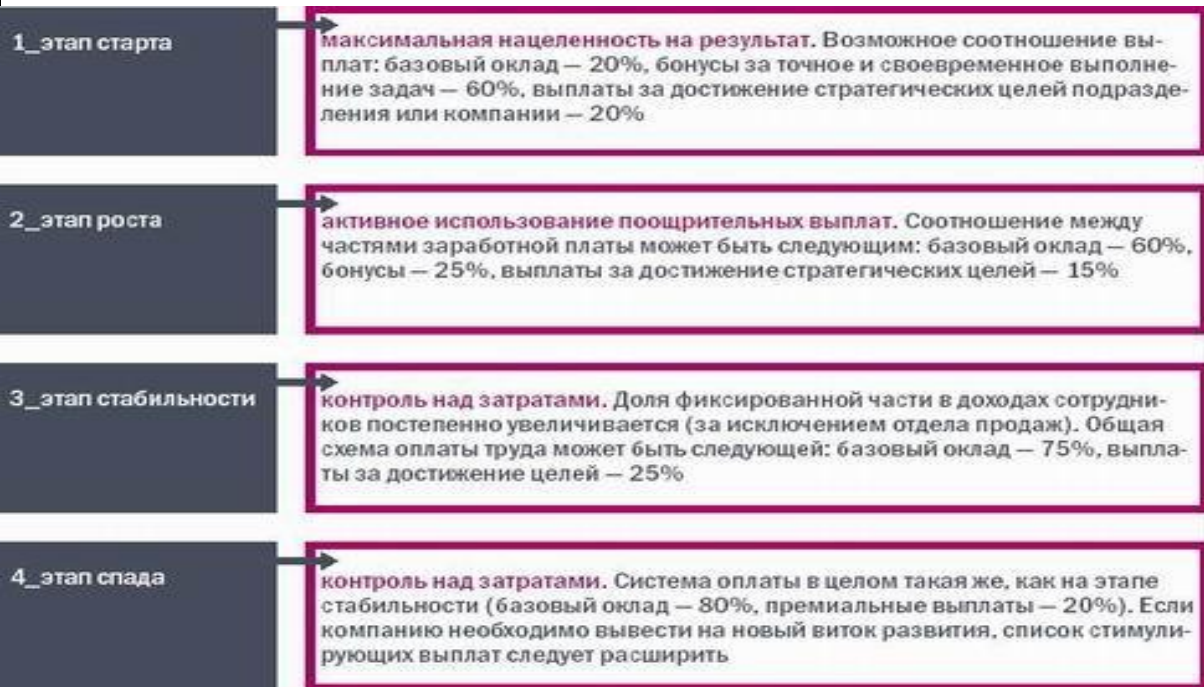 1_этап старта
максимальная нацеленность на результат. Возможное соотношение вы-
плат: базовый оклад — 20%, бонусы за точное и своевременное выполне-
ние задач — 60%, выплаты за достижение стратегических целей подразде-
ления или компании — 20%
2_этап роста
активное использование поощрительных выплат. Соотношение между
частями заработной платы может быть следующим: базовый оклад — 60%,
бонусы — 25%, выплаты за достижение стратегических целей — 15%
3_этап стабильности
контроль над затратами. Доля фиксированной части в доходах сотрудни-
ков постепенно увеличивается (за исключением отдела продаж). Общая
схема оплаты труда может быть следующей: базовый оклад — 75%, выпла-
ты за достижение целей — 25%
4_этап спада
контроль над затратами. Система оплаты в целом такая же, как на этапе
стабильности (базовый оклад — 80%, премиальные выплаты — 20%). Если
компанию необходимо вывести на новый виток развития, список стимули-
рующих выплат следует расширить